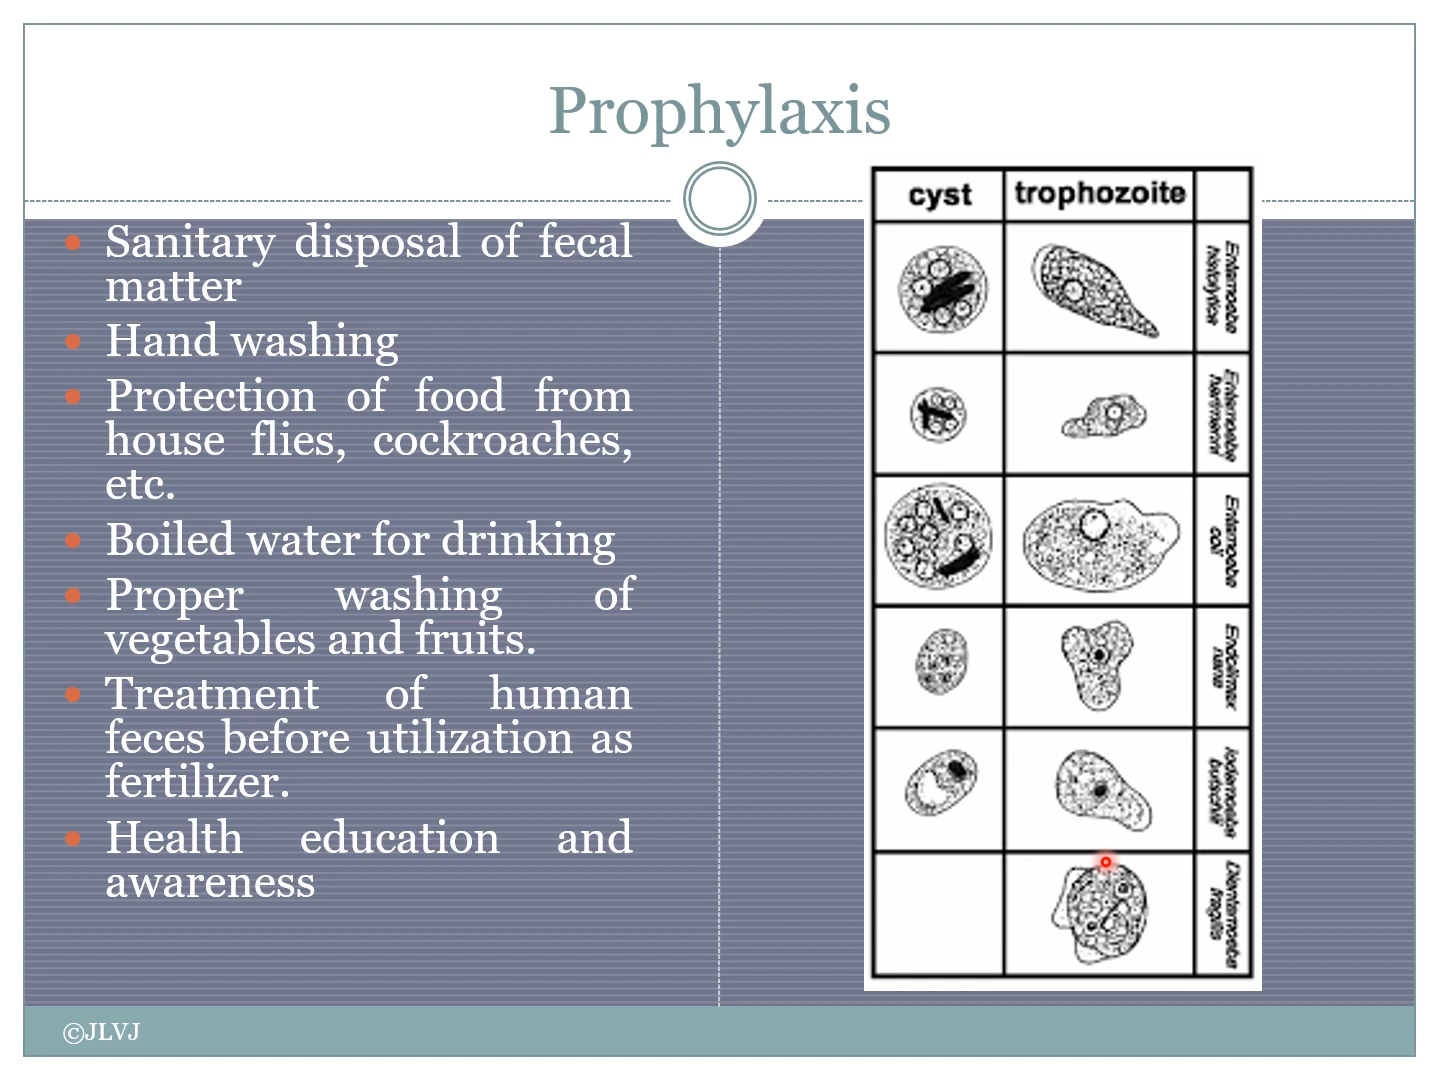 Prophylaxis
Sanitary disposal of fecal
matter
Hand washing
Protection of food from
house flies, cockroaches,
etc.
Boiled water for drinking
Proper washing of
vegetables and fruits.
Treatment of human
feces before utilization as
fertilizer.
Health education and
awareness
cyst trophozoite
Entamoeba
histolytica
Entamoeba
hartmanni
Entamoeba
coli
Endolimax
nana
Iodamoeba
butschlii
Dientamoeba
fragilis
©JLVJ